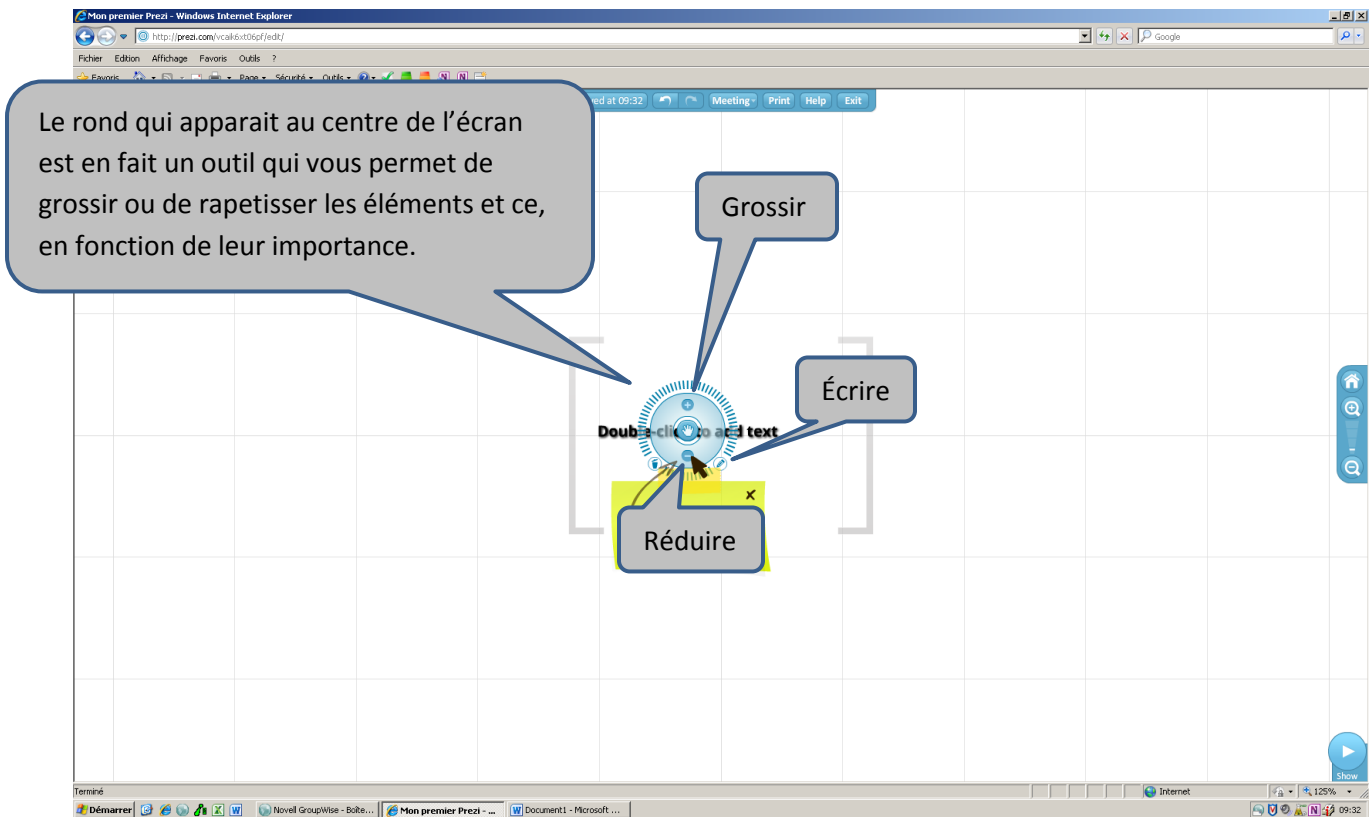 Mon premier Prezi - Windows Internet Explorer
http://prezi.com/vcaik6xt06pf/edit/
Google
Fichier Edition Affichage Favoris Outils ?
Favoris Page Sécurité Outils
ed at 09:32 Meeting Print Help Exit
Le rond qui apparait au centre de l'écran
est en fait un outil qui vous permet de
grossir ou de rapetisser les éléments et ce,
en fonction de leur importance.
Grossir
Écrire
Double-click to add text
Réduire
Show
Terminé
Internet
125%
Démarrer
Novell GroupWise - Boîte...
Mon premier Prezi - ...
Document1 - Microsoft ...
09:32